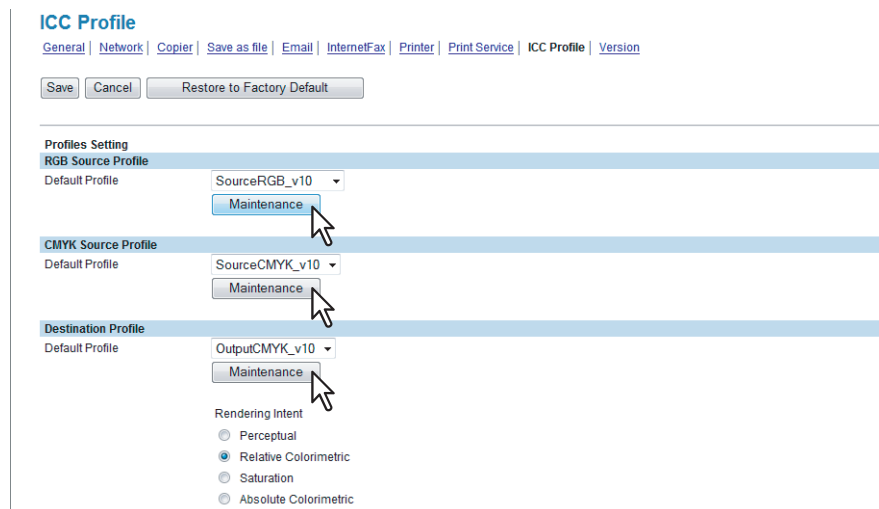 ICC Profile
General | Network | Copier | Save as file | Email | InternetFax | Printer | Print Service | ICC Profile | Version
Save Cancel Restore to Factory Default
Profiles Setting
RGB Source Profile
Default Profile SourceRGB_v10
Maintenance
CMYK Source Profile
Default Profile SourceCMYK_v10
Maintenance
Destination Profile
Default Profile OutputCMYK_v10
Maintenance
Rendering Intent
Perceptual
Relative Colorimetric
Saturation
Absolute Colorimetric